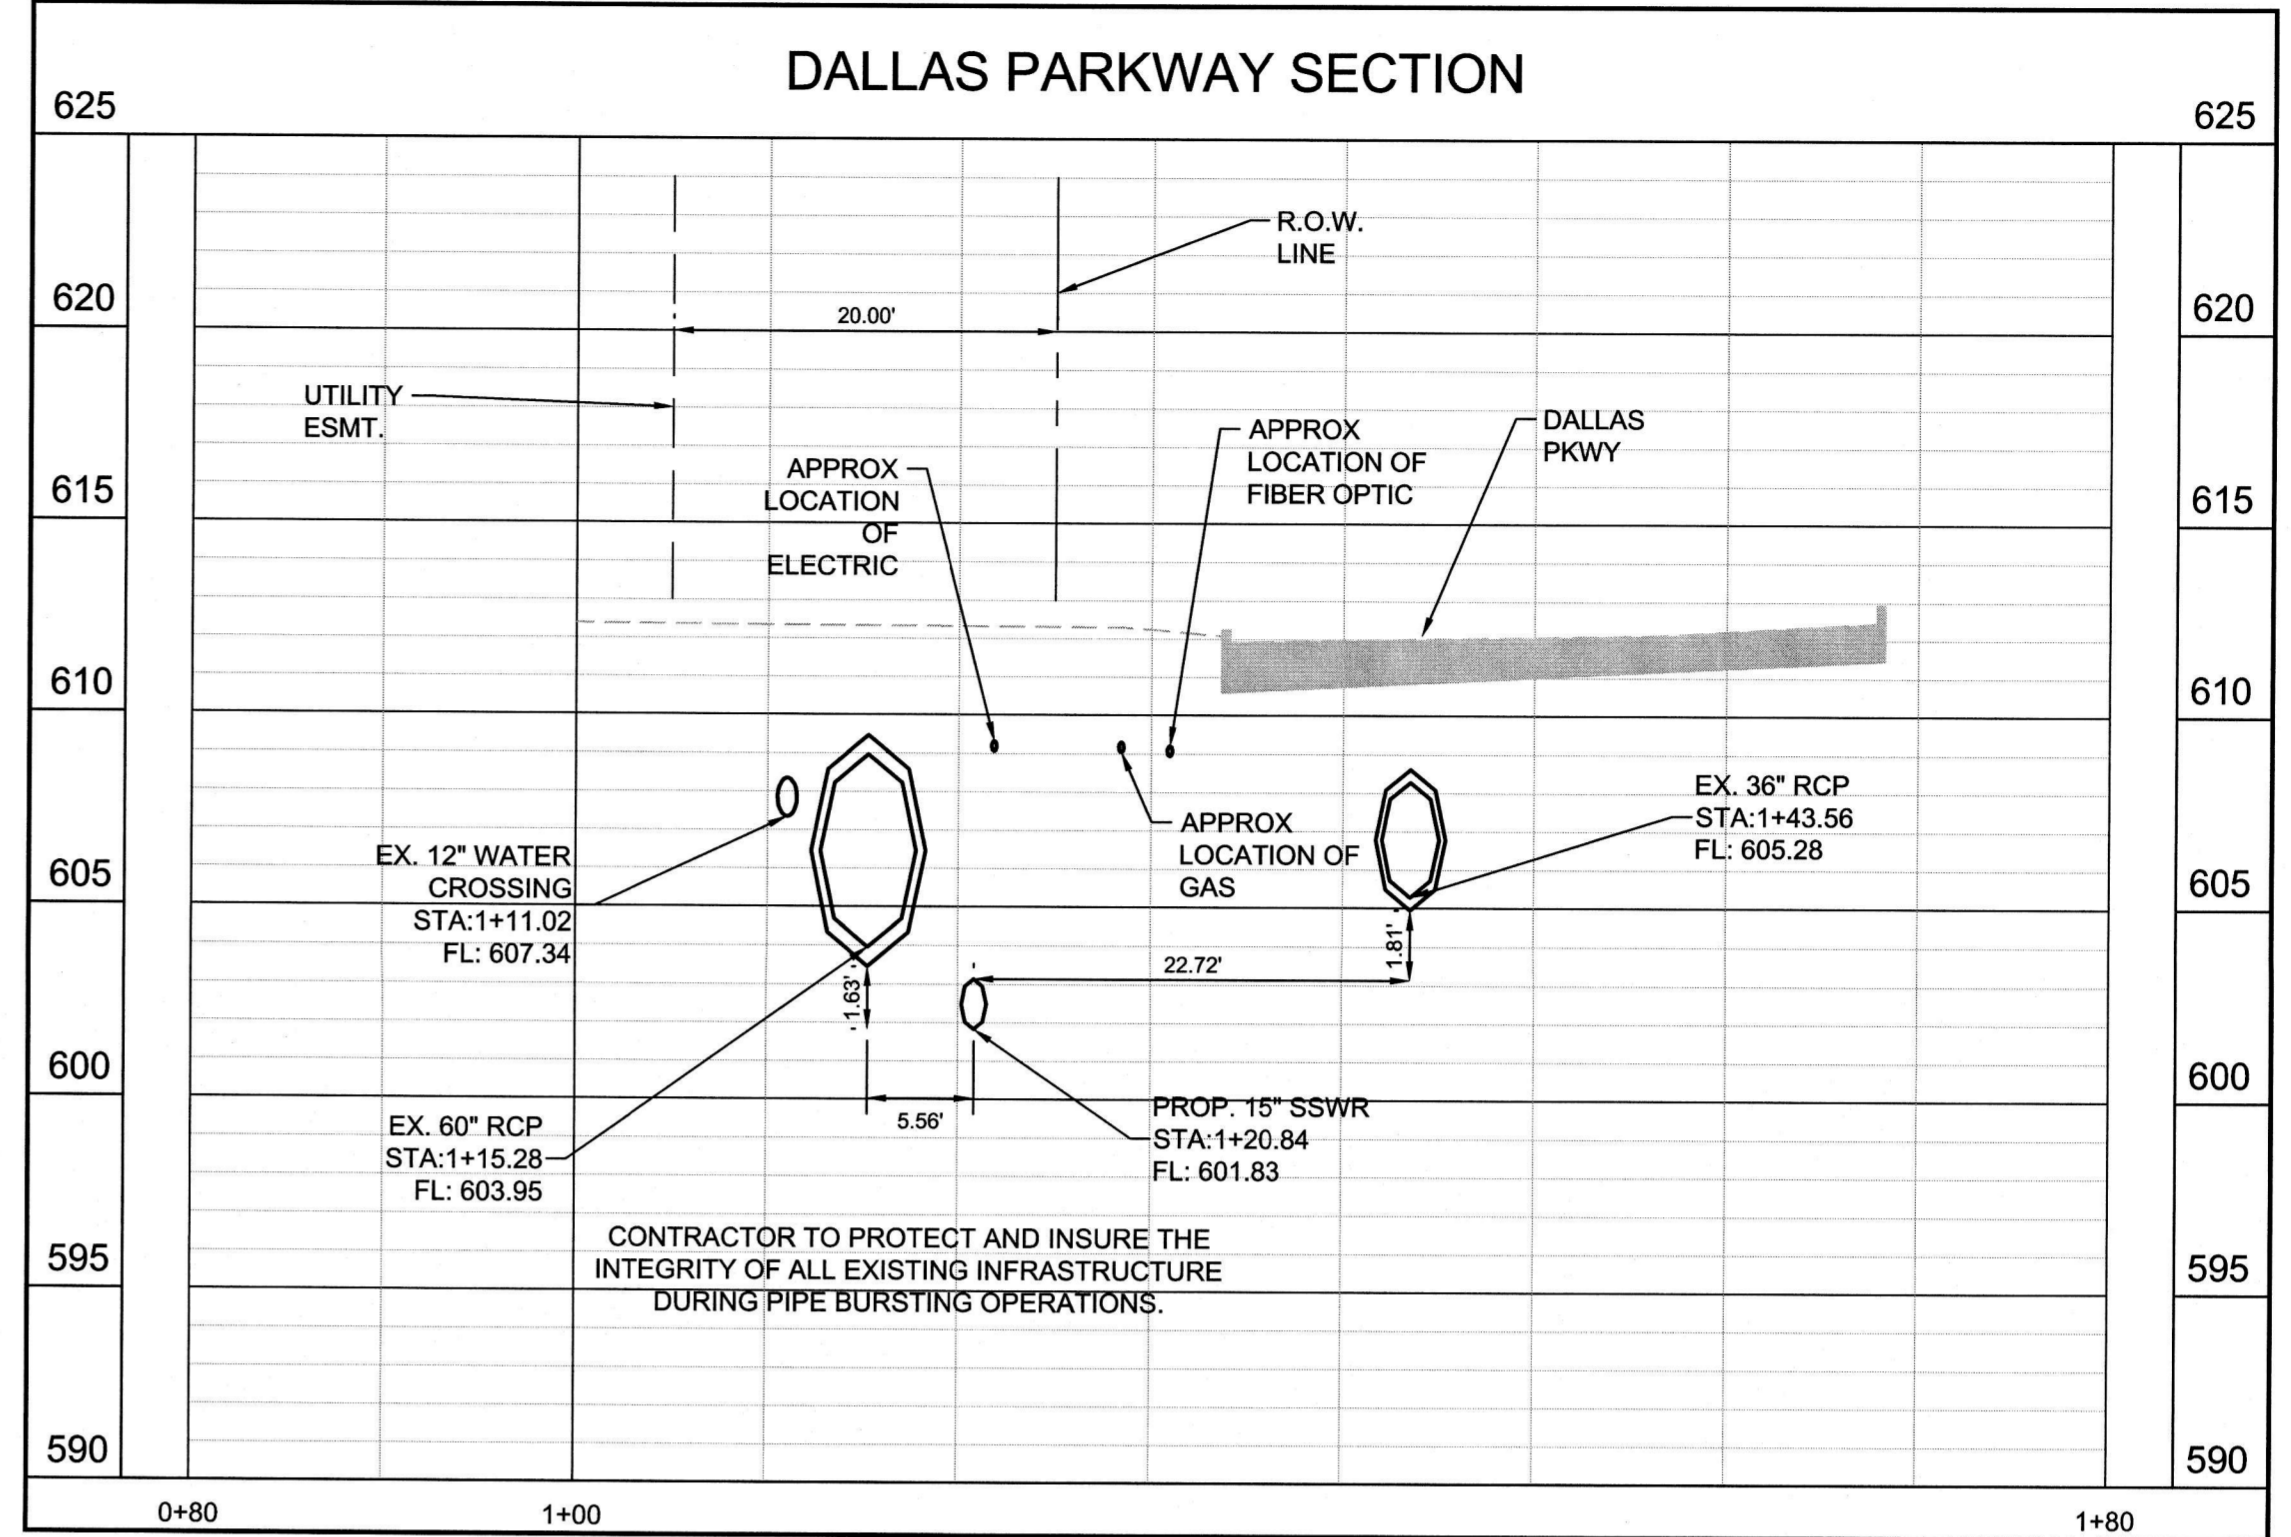 DALLAS PARKWAY SECTION
625
625
620
620
615
615
610
610
605
605
600
600
595
595
590
590
R.O.W.
LINE
20.00'
UTILITY
ESMT.
APPROX
LOCATION
OF
ELECTRIC
APPROX
LOCATION OF
FIBER OPTIC
DALLAS
PKWY
EX. 12" WATER
CROSSING
STA:1+11.02
FL: 607.34
APPROX
LOCATION OF
GAS
EX. 36" RCP
STA:1+43.56
FL: 605.28
1.63'
22.72'
1.81'
5.56'
EX. 60" RCP
STA:1+15.28
FL: 603.95
PROP. 15" SSWR
STA:1+20.84
FL: 601.83
CONTRACTOR TO PROTECT AND INSURE THE
INTEGRITY OF ALL EXISTING INFRASTRUCTURE
DURING PIPE BURSTING OPERATIONS.
0+80
1+00
1+80